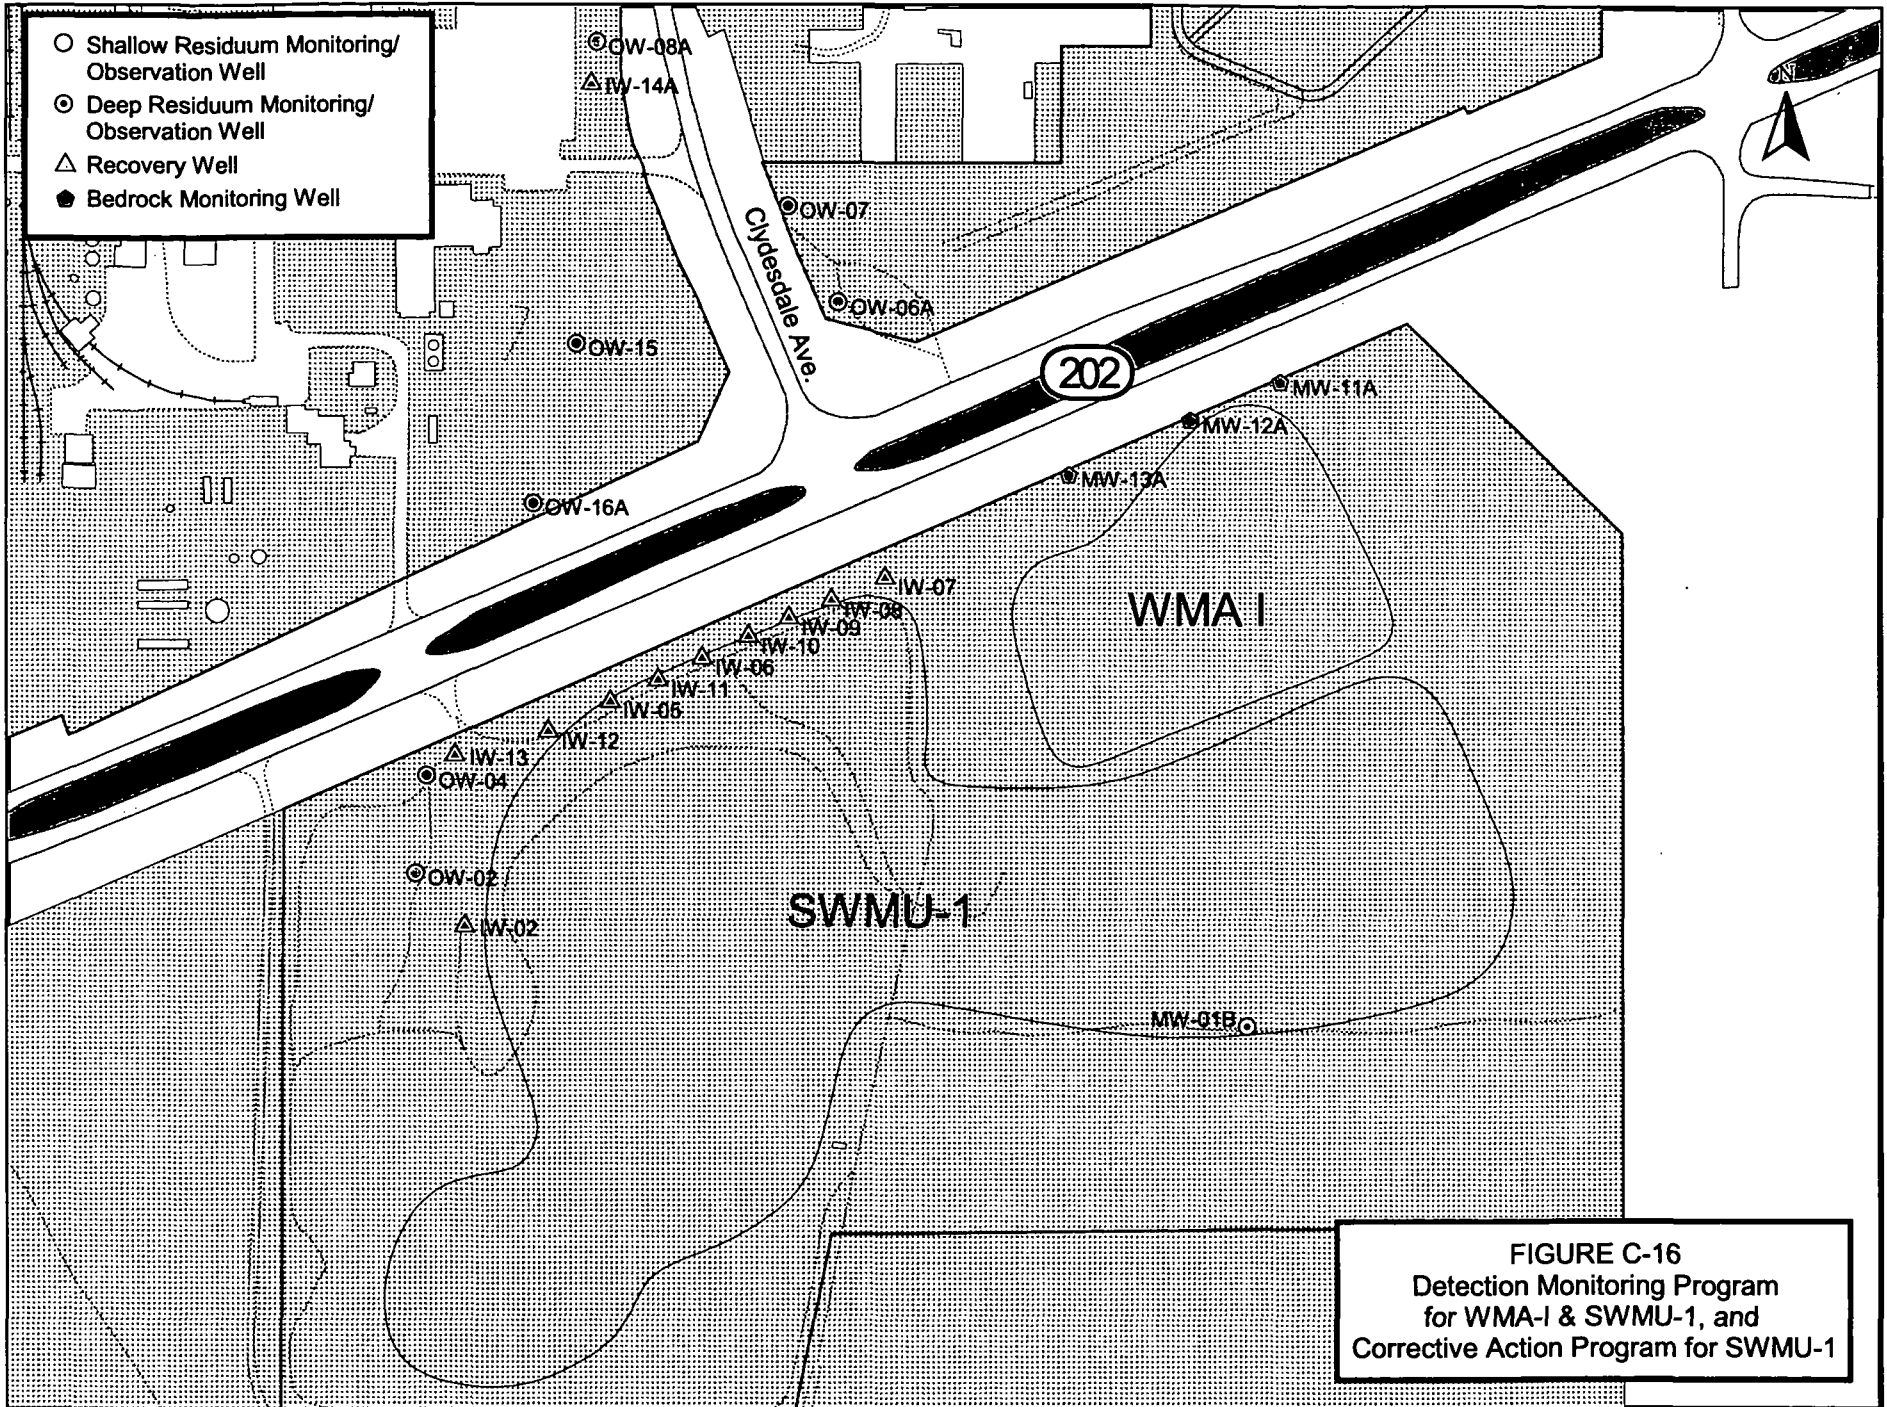 Shallow Residuum Monitoring/
Observation Well
Deep Residuum Monitoring/
Observation Well
Recovery Well
Bedrock Monitoring Well
OW-08A
IW-14A
N
OW-07
Clydesdale Ave.
OW-06A
OW-15
202
MW-11A
MW-12A
MW-13A
OW-16A
IW-07
IW-08
WMA I
IW-09
IW-10
IW-06
IW-11
IW-05
IW-12
IW-13
OW-04
OW-02
SWMU-1
IW-02
MW-01B
FIGURE C-16
Detection Monitoring Program
for WMA-I & SWMU-1, and
Corrective Action Program for SWMU-1